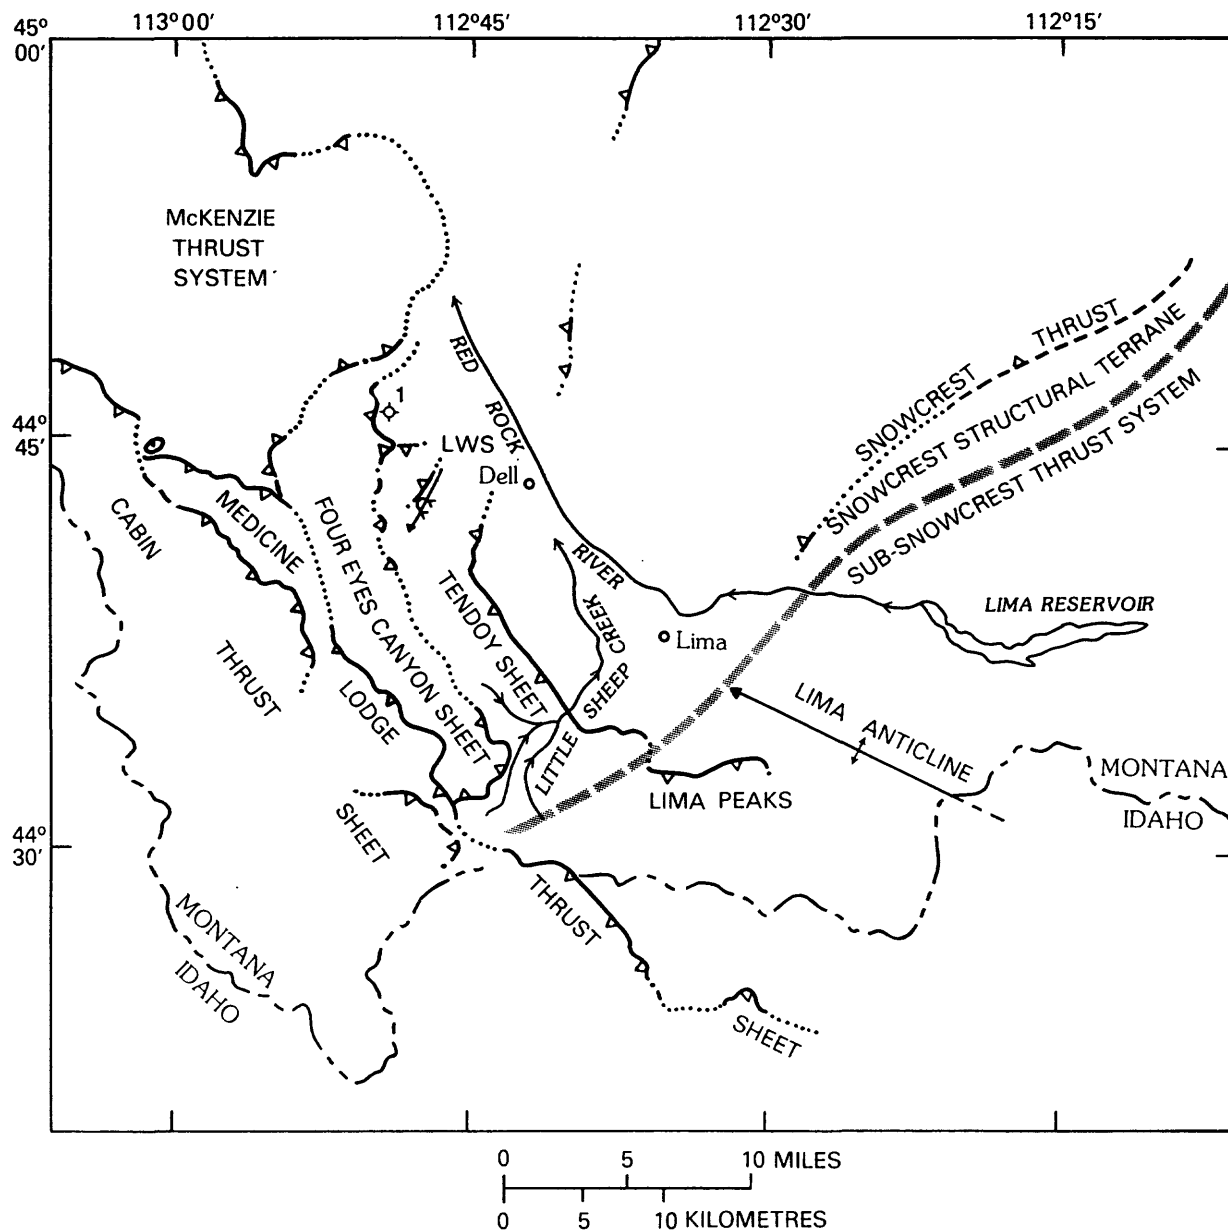 113°00′
112°45′
112°30′
112°15′
45°
00′
McKENZIE
THRUST
SYSTEM
RED
ROCK
RIVER
SNOWCREST
THRUST
SNOWCREST STRUCTURAL TERRANE
SUB-SNOWCREST THRUST SYSTEM
1
44°
45′
LWS
Dell
CABIN
THRUST
SHEET
MEDICINE
LODGE
THRUST
SHEET
FOUR EYES CANYON SHEET
TENDOY SHEET
LITTLE
SHEEP
CREEK
Lima
LIMA RESERVOIR
LIMA ANTICLINE
LIMA PEAKS
MONTANA
IDAHO
44°
30′
MONTANA
IDAHO
0 5 10 MILES
0 5 10 KILOMETRES